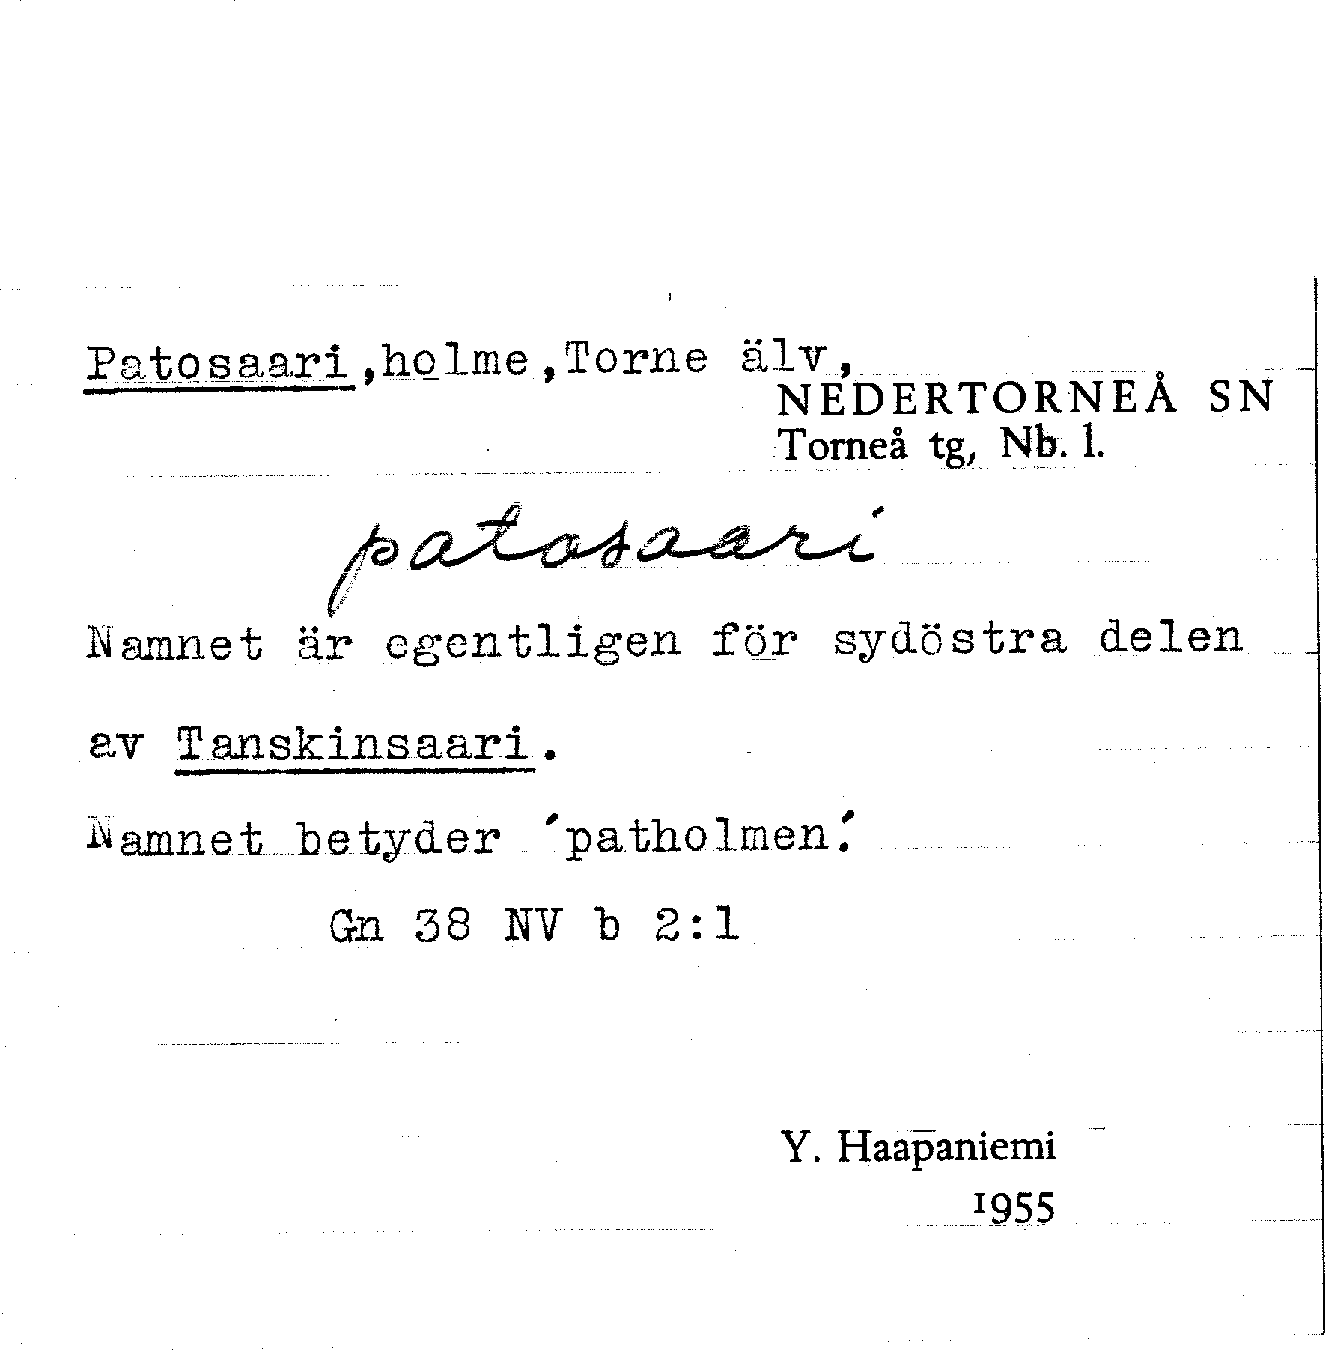 Patosaari,holme,Torne älv,
NEDERTORNEÅ SN
Torneå tg, Nb. l.
patosaari
Namnet är egentligen för sydöstra delen
av Tanskinsaari.
Namnet betyder ´patholmen´.
Gn 38 NV b 2:1
Y. Haapaniemi
1955